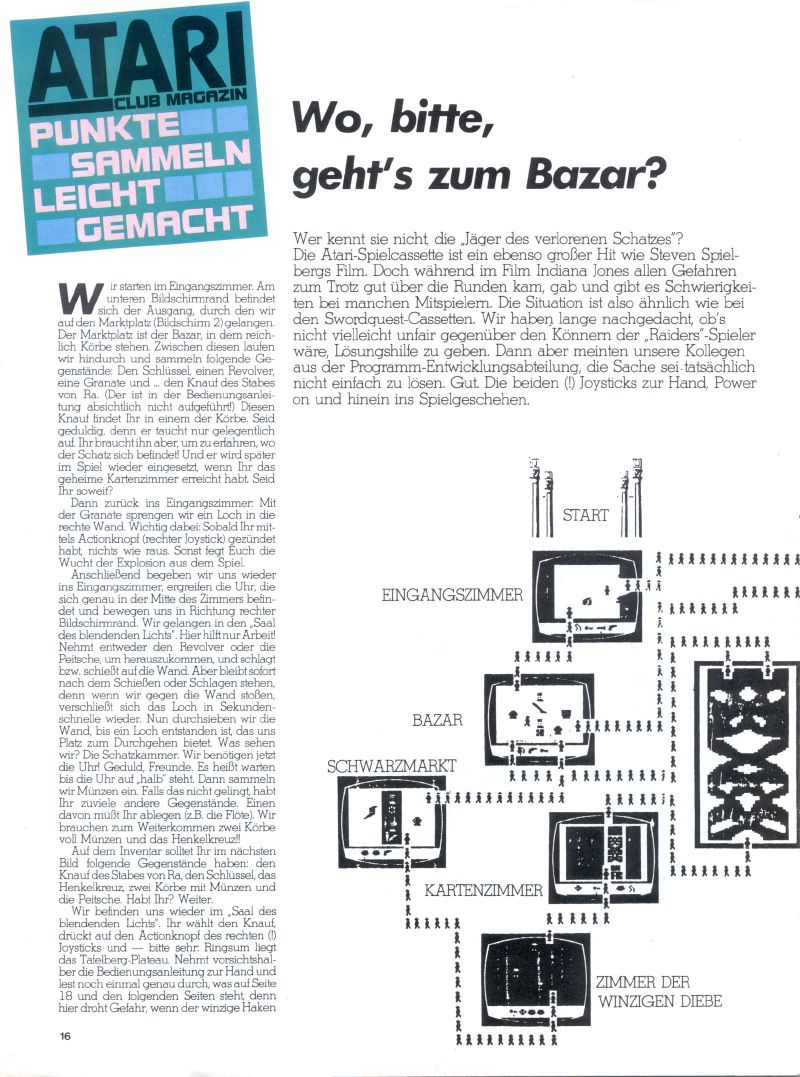 ATARI
CLUB MAGAZIN
PUNKTE
SAMMELN
LEICHT
GEMACHT
Wo, bitte,
geht's zum Bazar?
Wer kennt sie nicht, die „Jäger des verlorenen Schatzes"?
Die Atari-Spielcassette ist ein ebenso großer Hit wie Steven Spiel-
bergs Film. Doch während im Film Indiana Jones allen Gefahren
zum Trotz gut über die Runden kam, gab und gibt es Schwierigkei-
ten bei manchen Mitspielern. Die Situation ist also ähnlich wie bei
den Swordquest-Cassetten. Wir haben lange nachgedacht, ob's
nicht vielleicht unfair gegenüber den Könnern der „Raiders"-Spieler
wäre, Lösungshilfe zu geben. Dann aber meinten unsere Kollegen
aus der Programm-Entwicklungsabteilung, die Sache sei tatsächlich
nicht einfach zu lösen. Gut. Die beiden (!) Joysticks zur Hand, Power
on und hinein ins Spielgeschehen.
Wir starten im Eingangszimmer. Am
unteren Bildschirmrand befindet
sich der Ausgang, durch den wir
auf den Marktplatz (Bildschirm 2) gelangen.
Der Marktplatz ist der Bazar, in dem reich-
lich Körbe stehen. Zwischen diesen laufen
wir hindurch und sammeln folgende Ge-
genstände: Den Schlüssel, einen Revolver,
eine Granate und ... den Knauf des Stabes
von Ra. (Der ist in der Bedienungsanlei-
tung absichtlich nicht aufgeführt!) Diesen
Knauf findet Ihr in einem der Körbe. Seid
geduldig, denn er taucht nur gelegentlich
auf. Ihr braucht ihn aber, um zu erfahren, wo
der Schatz sich befindet! Und er wird später
im Spiel wieder eingesetzt, wenn Ihr das
geheime Kartenzimmer erreicht habt. Seid
Ihr soweit?
Dann zurück ins Eingangszimmer. Mit
der Granate sprengen wir ein Loch in die
rechte Wand. Wichtig dabei: Sobald Ihr mit-
tels Actionknopf (rechter Joystick) gezündet
habt, nichts wie raus. Sonst fegt Euch die
Wucht der Explosion aus dem Spiel.
Anschließend begeben wir uns wieder
ins Eingangszimmer, ergreifen die Uhr, die
sich genau in der Mitte des Zimmers befin-
det und bewegen uns in Richtung rechter
Bildschirmrand. Wir gelangen in den „Saal
des blendenden Lichts". Hier hilft nur Arbeit!
Nehmt entweder den Revolver oder die
Peitsche, um herauszukommen, und schlagt
bzw. schießt auf die Wand. Aber bleibt sofort
nach dem Schießen oder Schlagen stehen,
denn wenn wir gegen die Wand stoßen,
verschließt sich das Loch in Sekunden-
schnelle wieder. Nun durchsieben wir die
Wand, bis ein Loch entstanden ist, das uns
Platz zum Durchgehen bietet. Was sehen
wir? Die Schatzkammer. Wir benötigen jetzt
die Uhr! Geduld, Freunde. Es heißt warten
bis die Uhr auf „halb" steht. Dann sammeln
wir Münzen ein. Falls das nicht gelingt, habt
Ihr zuviele andere Gegenstände. Einen
davon müßt Ihr ablegen (z.B. die Flöte). Wir
brauchen zum Weiterkommen zwei Körbe
voll Münzen und das Henkelkreuz!!
Auf dem Inventar solltet Ihr im nächsten
Bild folgende Gegenstände haben: den
Knauf des Stabes von Ra, den Schlüssel, das
Henkelkreuz, zwei Körbe mit Münzen und
die Peitsche. Habt Ihr? Weiter.
Wir befinden uns wieder im „Saal des
blendenden Lichts". Ihr wählt den Knauf,
drückt auf den Actionknopf des rechten (!)
Joysticks und — bitte sehr: Ringsum liegt
das Tafelberg-Plateau. Nehmt vorsichtshal-
ber die Bedienungsanleitung zur Hand und
lest noch einmal genau durch, was auf Seite
18 und den folgenden Seiten steht, denn
hier droht Gefahr, wenn der winzige Haken
START
EINGANGSZIMMER
BAZAR
SCHWARZMARKT
KARTENZIMMER
ZIMMER DER
WINZIGEN DIEBE
16